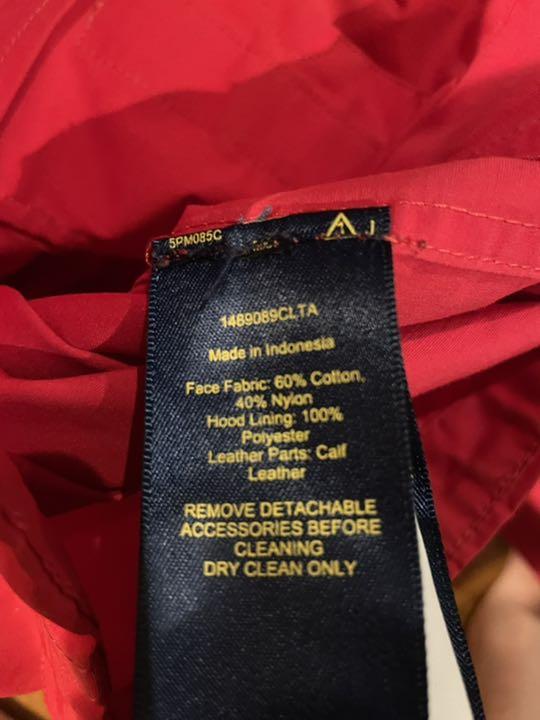 5PM085C
J
1489089CLTA
Made in Indonesia
Face Fabric: 60% Cotton,
40% Nylon
Hood Lining: 100%
Polyester
Leather Parts: Calf
Leather
REMOVE DETACHABLE
ACCESSORIES BEFORE
CLEANING
DRY CLEAN ONLY